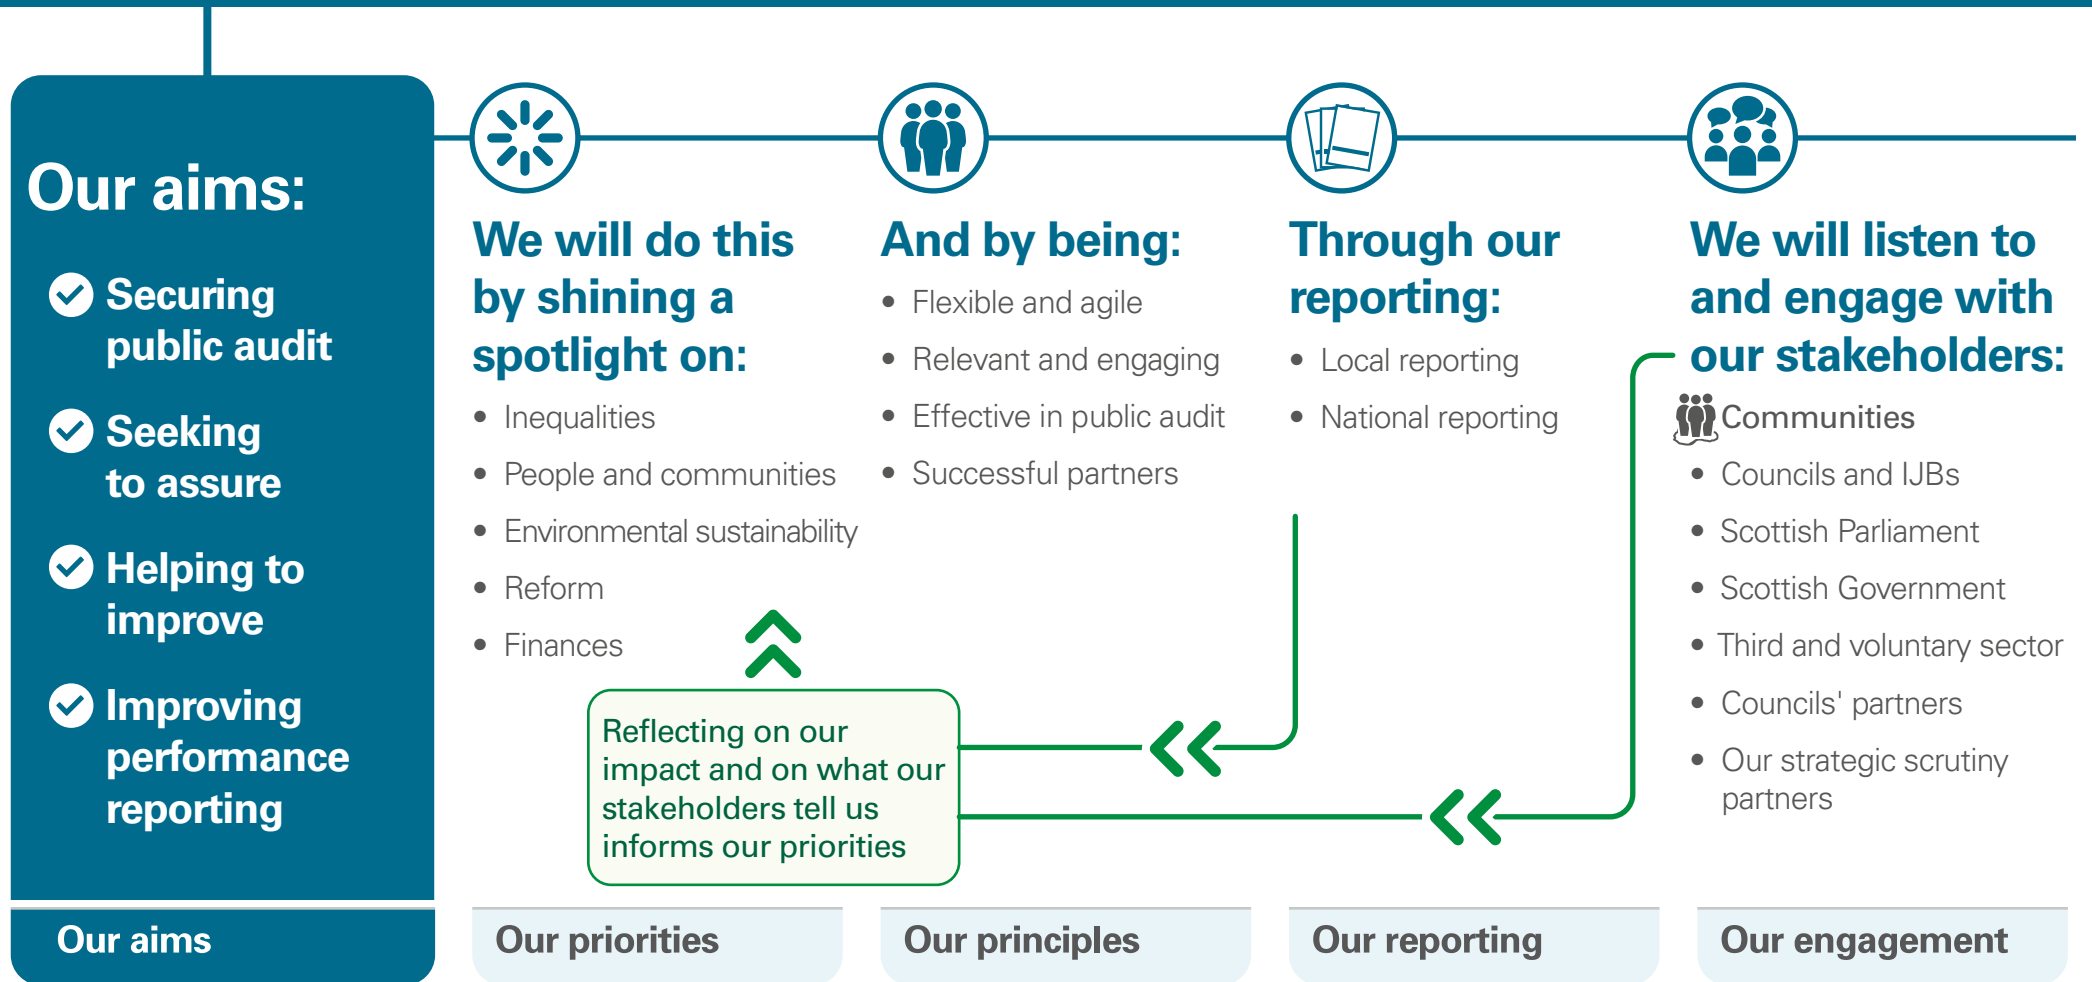 Our aims:
Securing
public audit
Seeking
to assure
Helping to
improve
Improving
performance
reporting
Our aims
We will do this
by shining a
spotlight on:
• Inequalities
• People and communities
• Environmental sustainability
• Reform
• Finances
Our priorities
And by being:
• Flexible and agile
• Relevant and engaging
• Effective in public audit
• Successful partners
Our principles
Through our
reporting:
• Local reporting
• National reporting
Our reporting
We will listen to
and engage with
our stakeholders:
Communities
• Councils and IJBs
• Scottish Parliament
• Scottish Government
• Third and voluntary sector
• Councils' partners
• Our strategic scrutiny
partners
Our engagement
Reflecting on our
impact and on what our
stakeholders tell us
informs our priorities